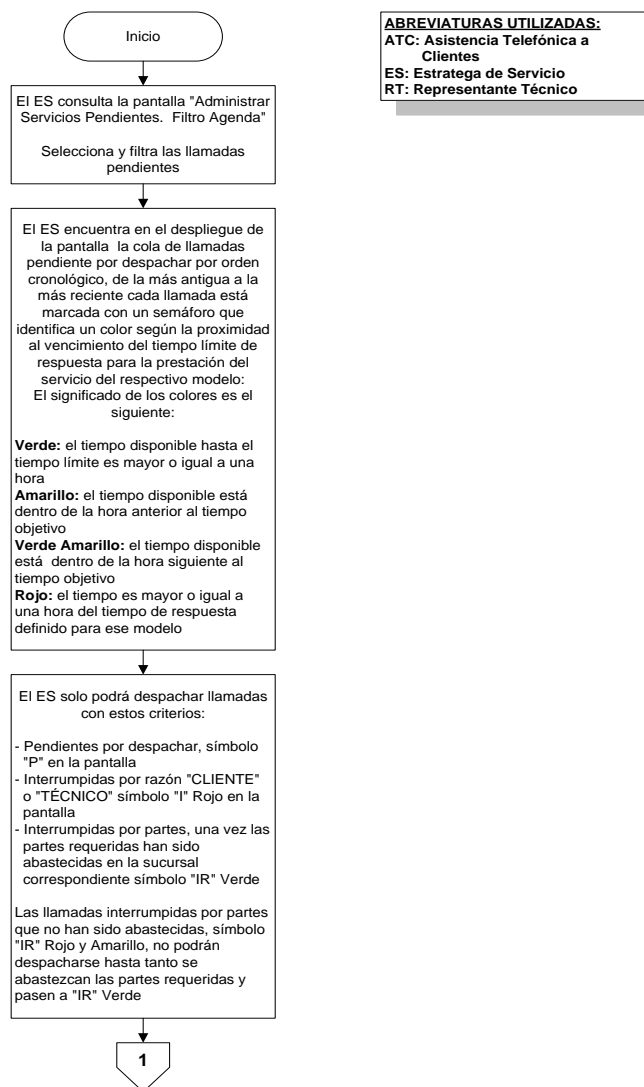 Inicio
El ES consulta la pantalla "Administrar
Servicios Pendientes.  Filtro Agenda"
Selecciona y filtra las llamadas
pendientes
El ES encuentra en el despliegue de
la pantalla  la cola de llamadas
pendiente por despachar por orden
cronológico, de la más antigua a la
más reciente cada llamada está
marcada con un semáforo que
identifica un color según la proximidad
al vencimiento del tiempo límite de
respuesta para la prestación del
servicio del respectivo modelo:
El significado de los colores es el
siguiente:
Verde: el tiempo disponible hasta el
tiempo límite es mayor o igual a una
hora
Amarillo: el tiempo disponible está
dentro de la hora anterior al tiempo
objetivo
Verde Amarillo: el tiempo disponible
está  dentro de la hora siguiente al
tiempo objetivo
Rojo: el tiempo es mayor o igual a
una hora del tiempo de respuesta
definido para ese modelo
El ES solo podrá despachar llamadas
con estos criterios:
- Pendientes por despachar, símbolo
"P" en la pantalla
- Interrumpidas por razón "CLIENTE"
o "TÉCNICO" símbolo "I" Rojo en la
pantalla
- Interrumpidas por partes, una vez las
partes requeridas han sido
abastecidas en la sucursal
correspondiente símbolo "IR" Verde
Las llamadas interrumpidas por partes
que no han sido abastecidas, símbolo
"IR" Rojo y Amarillo, no podrán
despacharse hasta tanto se
abastezcan las partes requeridas y
pasen a "IR" Verde
1
ABREVIATURAS UTILIZADAS:
ATC: Asistencia Telefónica a
Clientes
ES: Estratega de Servicio
RT: Representante Técnico